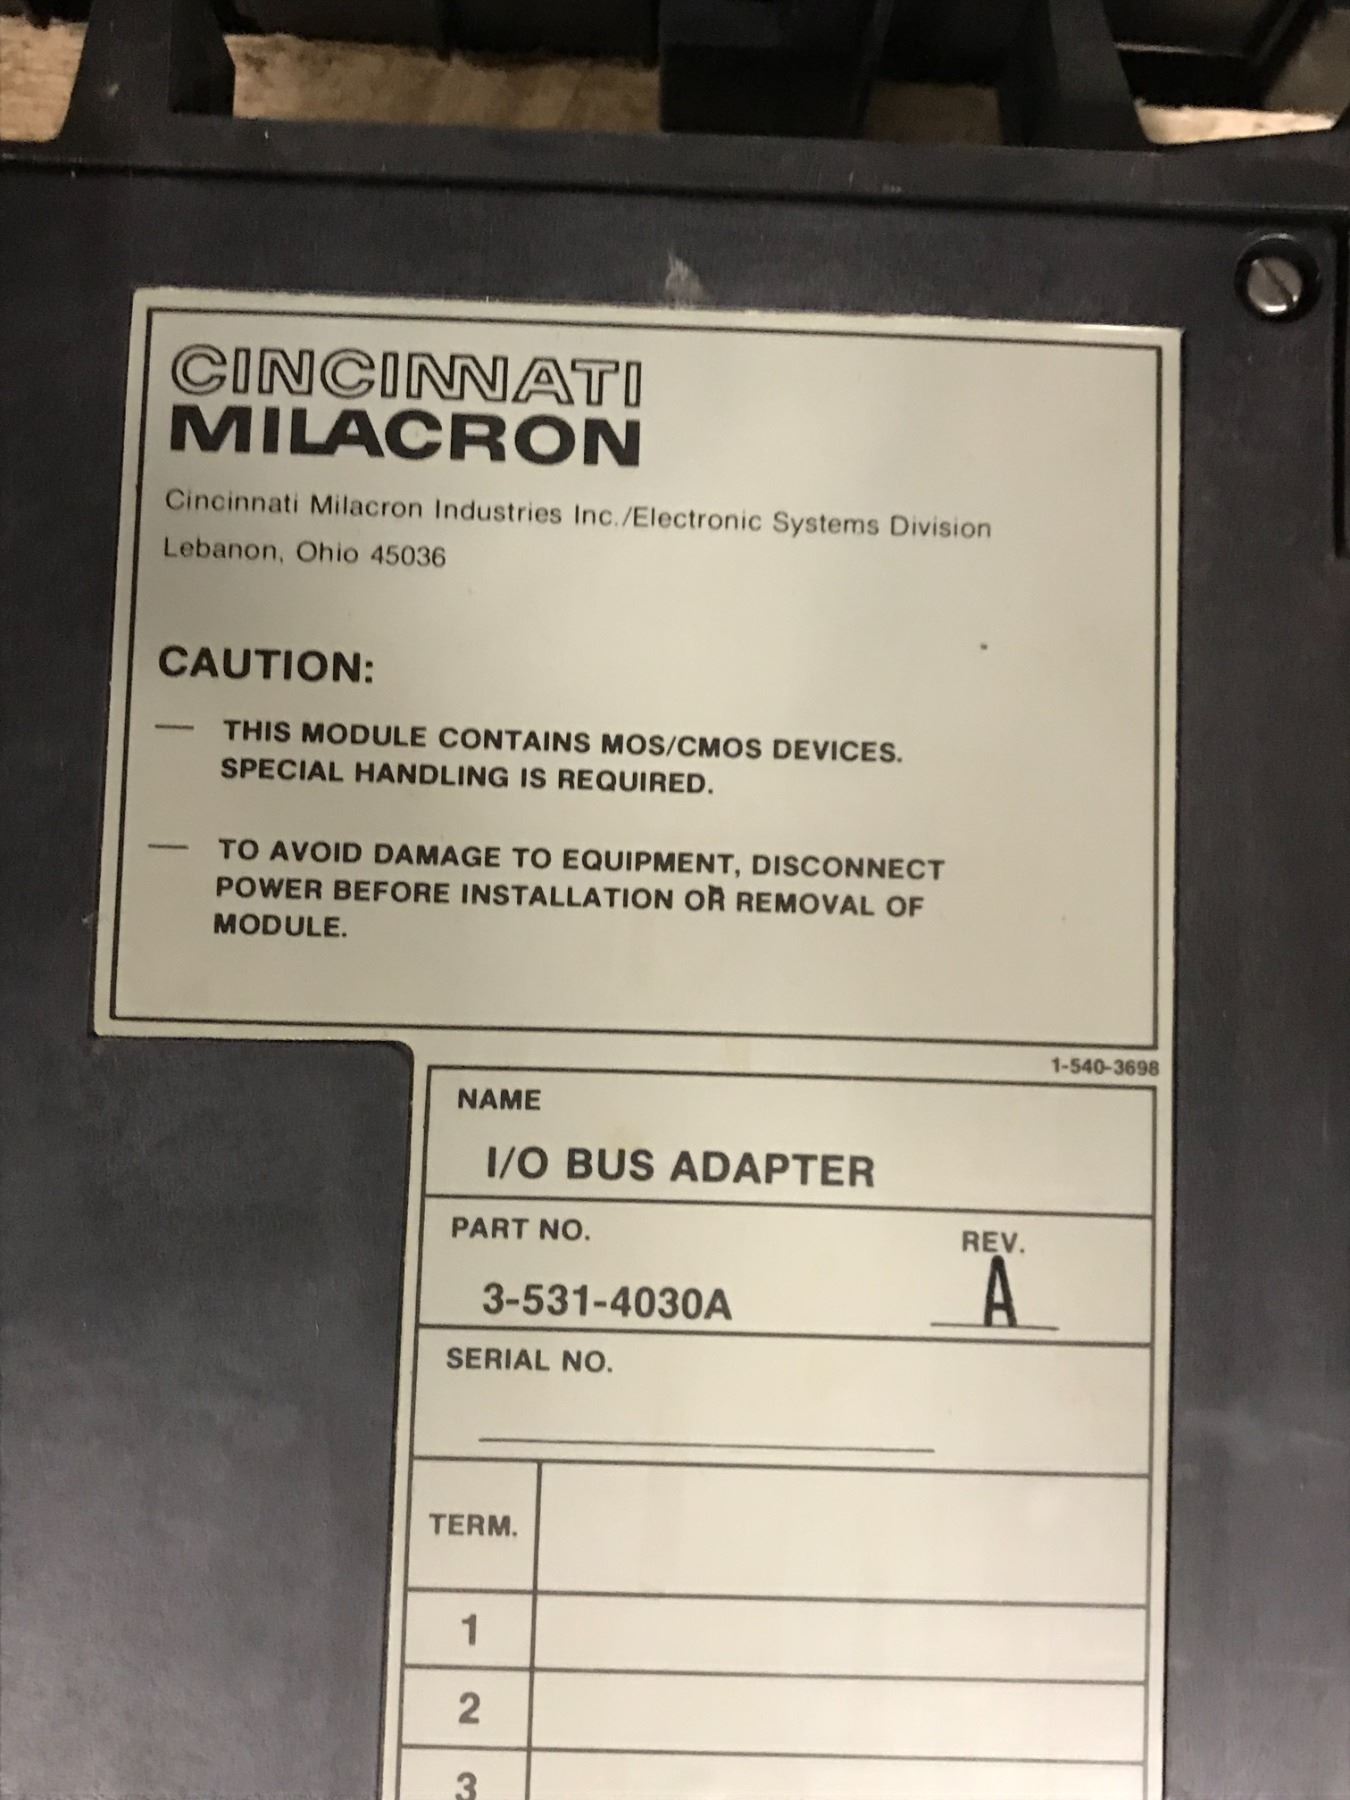 CINCINNATI
MILACRON
Cincinnati Milacron Industries Inc./Electronic Systems Division
Lebanon, Ohio 45036
CAUTION:
— THIS MODULE CONTAINS MOS/CMOS DEVICES.
SPECIAL HANDLING IS REQUIRED.
— TO AVOID DAMAGE TO EQUIPMENT, DISCONNECT
POWER BEFORE INSTALLATION OR REMOVAL OF
MODULE.
1-540-3698
NAME
I/O BUS ADAPTER
PART NO. REV.
3-531-4030A A
SERIAL NO.
TERM.
1
2
3